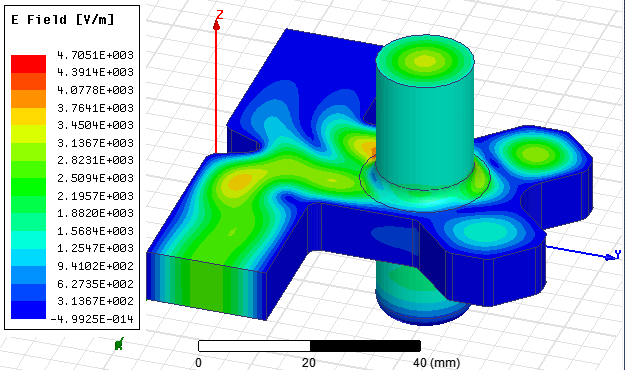 E Field [V/m]
4.7051E+003
4.3914E+003
4.0778E+003
3.7641E+003
3.4504E+003
3.1367E+003
2.8231E+003
2.5094E+003
2.1957E+003
1.8820E+003
1.5684E+003
1.2547E+003
9.4102E+002
6.2735E+002
3.1367E+002
-4.9925E-014
Z
Y
0 20 40 (mm)